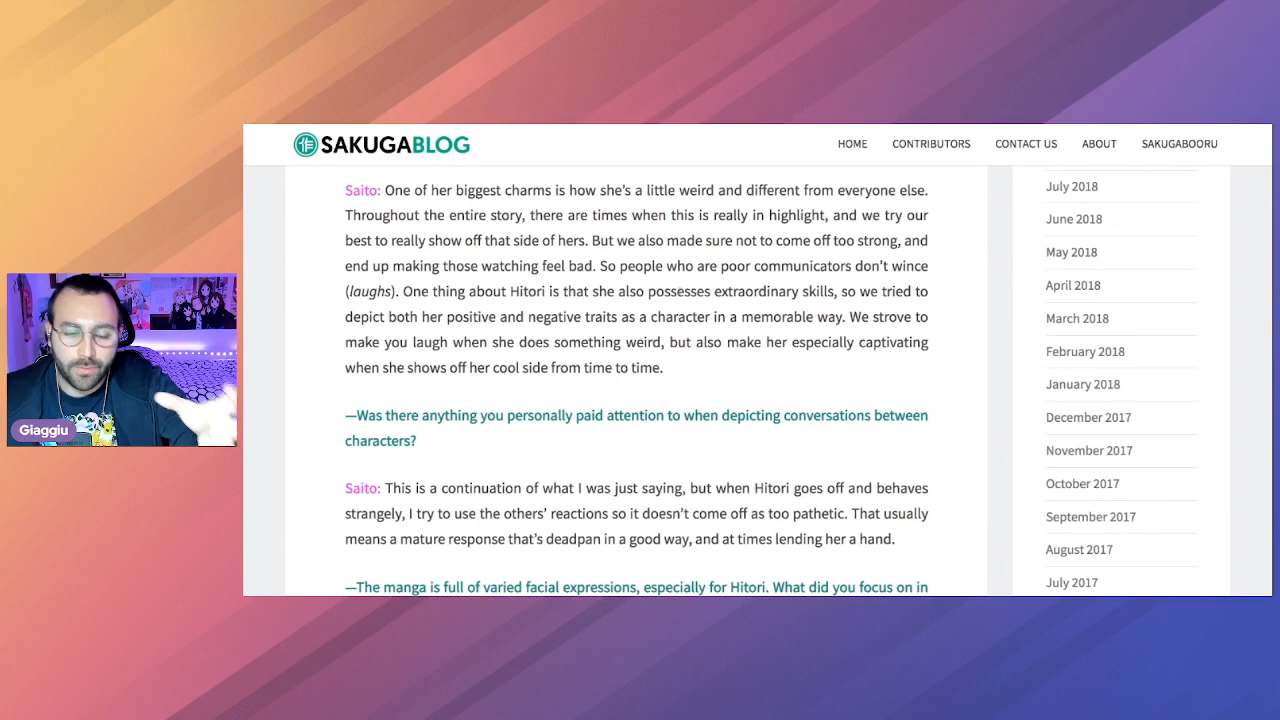 SAKUGABLOG
HOME CONTRIBUTORS CONTACT US ABOUT SAKUGABOORU
Saito: One of her biggest charms is how she's a little weird and different from everyone else.
Throughout the entire story, there are times when this is really in highlight, and we try our
best to really show off that side of hers. But we also made sure not to come off too strong, and
end up making those watching feel bad. So people who are poor communicators don't wince
(laughs). One thing about Hitori is that she also possesses extraordinary skills, so we tried to
depict both her positive and negative traits as a character in a memorable way. We strove to
make you laugh when she does something weird, but also make her especially captivating
when she shows off her cool side from time to time.
—Was there anything you personally paid attention to when depicting conversations between
characters?
Saito: This is a continuation of what I was just saying, but when Hitori goes off and behaves
strangely, I try to use the others' reactions so it doesn't come off as too pathetic. That usually
means a mature response that's deadpan in a good way, and at times lending her a hand.
—The manga is full of varied facial expressions, especially for Hitori. What did you focus on in
July 2018
June 2018
May 2018
April 2018
March 2018
February 2018
January 2018
December 2017
November 2017
October 2017
September 2017
August 2017
July 2017
Giaggiu